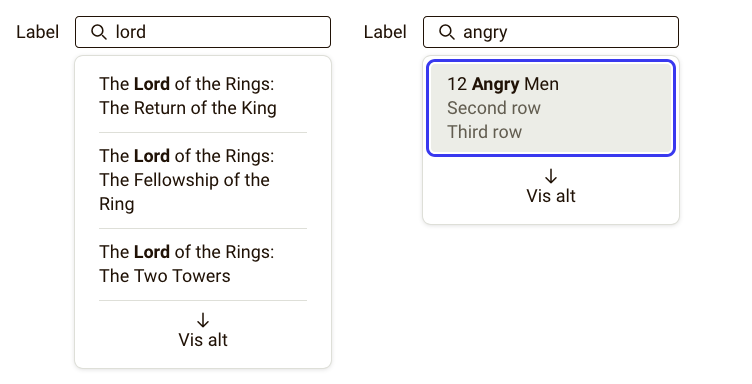 Label
lord
The Lord of the Rings:
The Return of the King
The Lord of the Rings:
The Fellowship of the
Ring
The Lord of the Rings:
The Two Towers
Vis alt
Label
angry
12 Angry Men
Second row
Third row
Vis alt